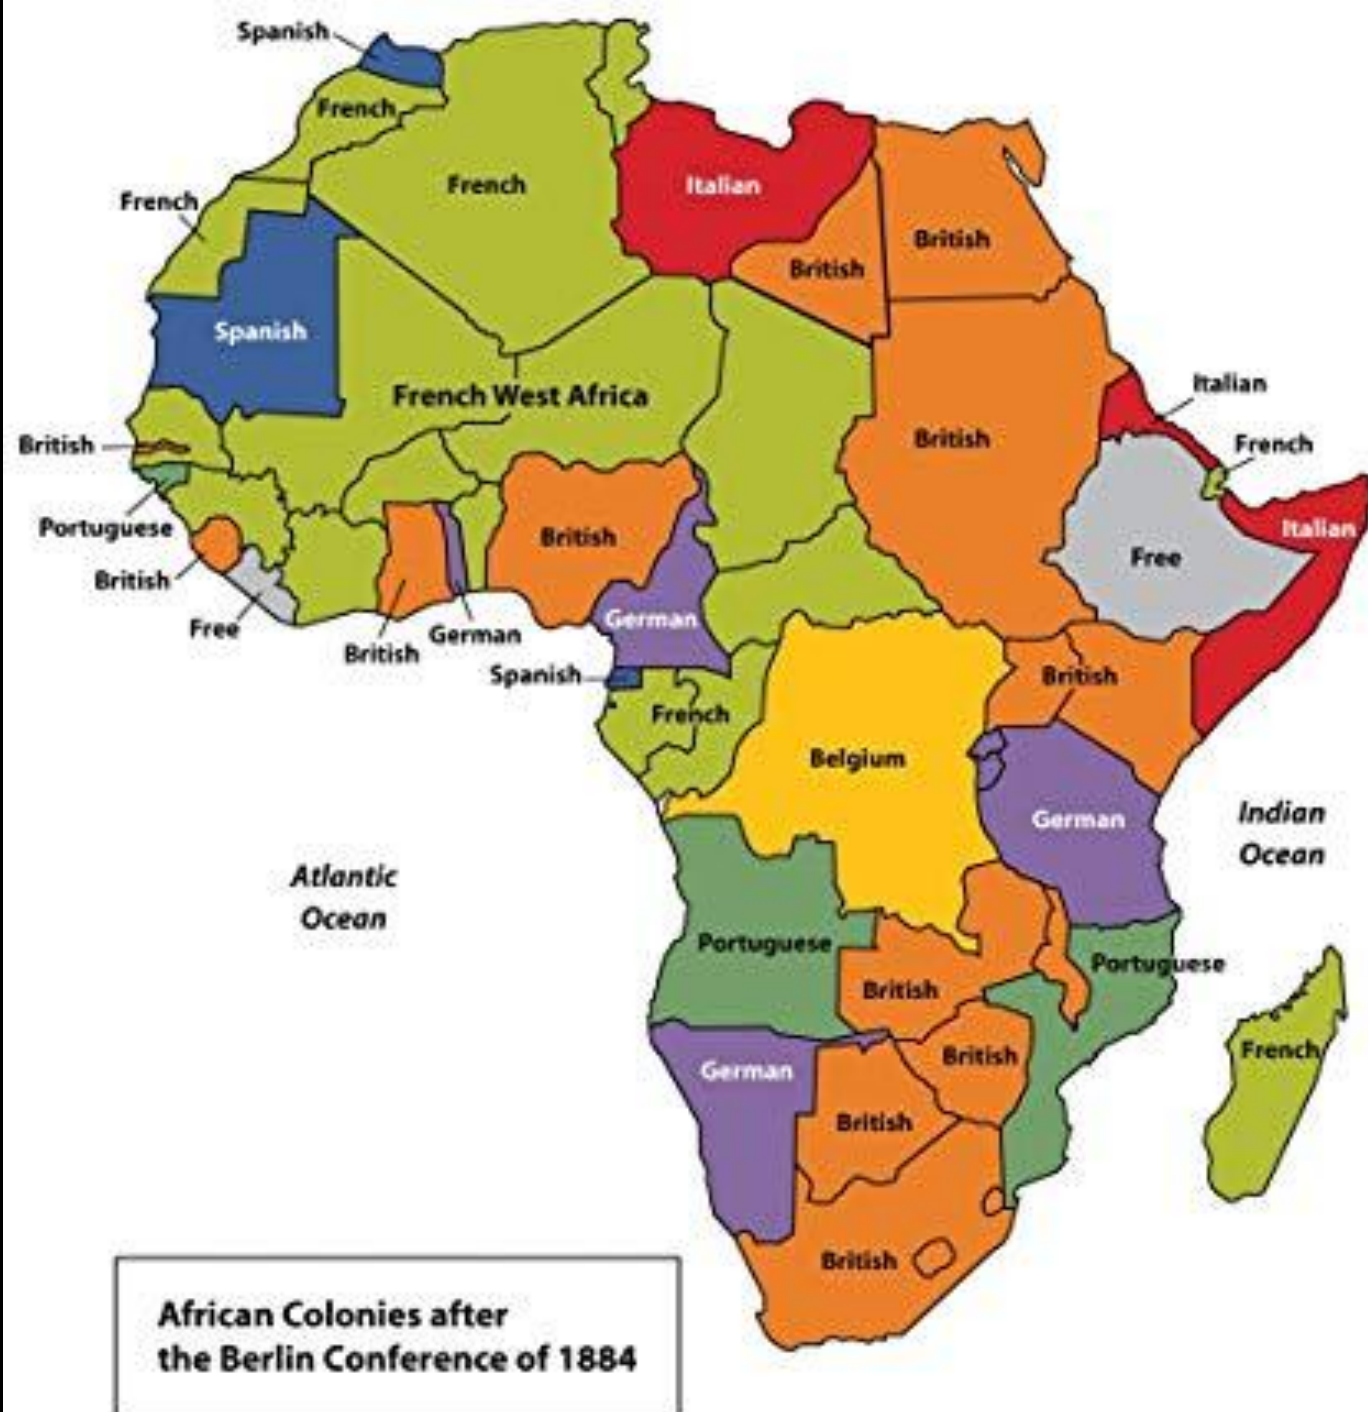 Spanish
French
French
Italian
French
British
British
Spanish
French West Africa
Italian
British
British
French
Portuguese
British
Italian
Free
British
German
Free
German
British
Spanish
British
French
Belgium
German
Indian
Ocean
Atlantic
Ocean
Portuguese
Portuguese
British
French
British
German
British
British
African Colonies after
the Berlin Conference of 1884